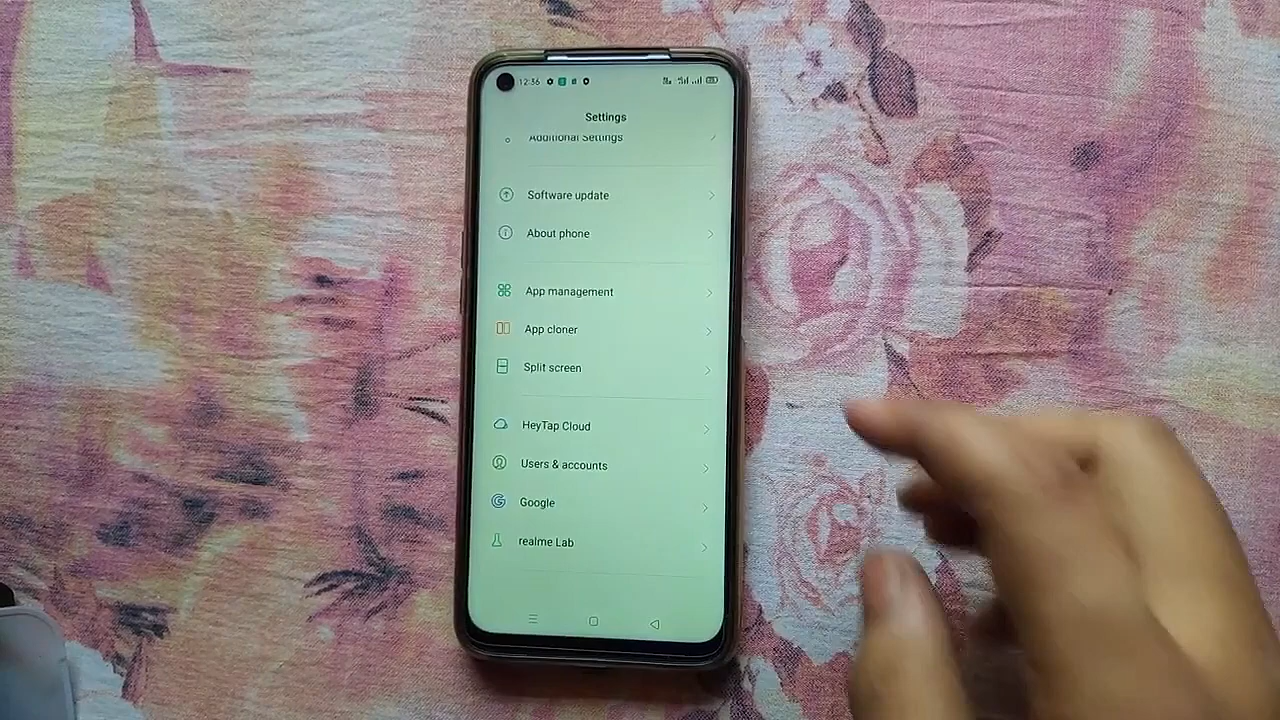 12:36
Settings
Additional Settings
Software update
About phone
App management
App cloner
Split screen
HeyTap Cloud
Users & accounts
Google
realme Lab